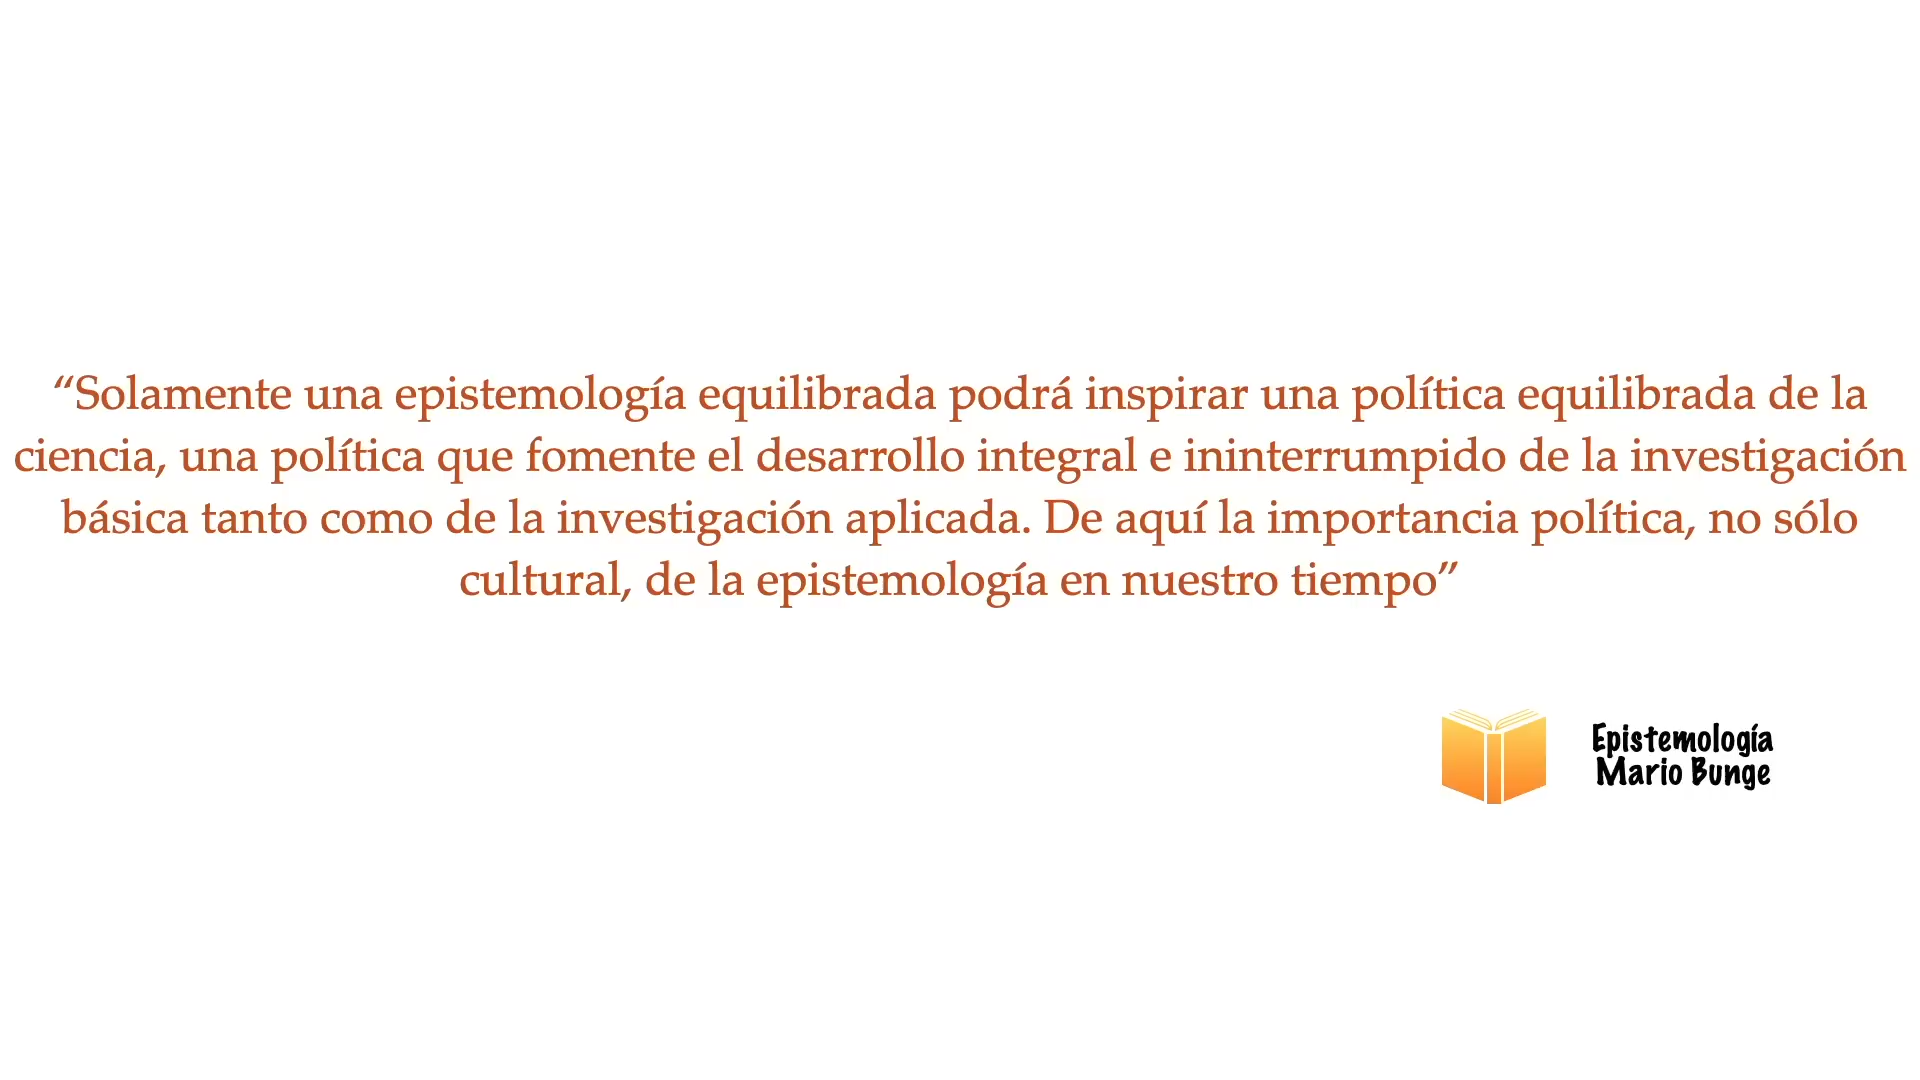 “Solamente una epistemología equilibrada podrá inspirar una política equilibrada de la
ciencia, una política que fomente el desarrollo integral e ininterrumpido de la investigación
básica tanto como de la investigación aplicada. De aquí la importancia política, no sólo
cultural, de la epistemología en nuestro tiempo”
Epistemología
Mario Bunge